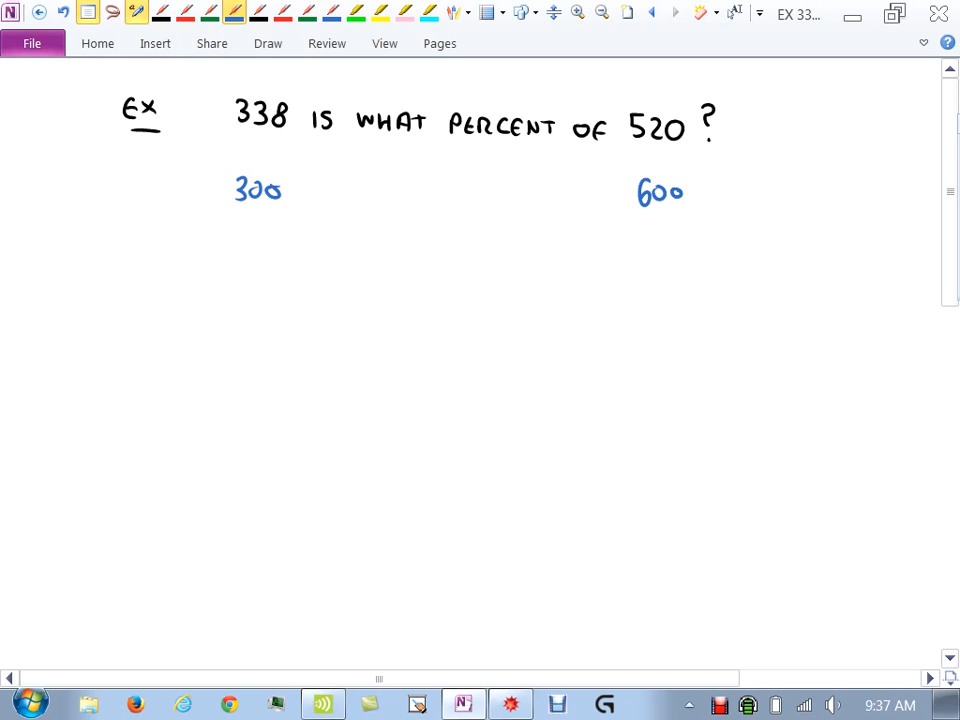 EX 33...
File Home Insert Share Draw Review View Pages
EX 338 IS WHAT PERCENT OF 520 ?
300 600
9:37 AM